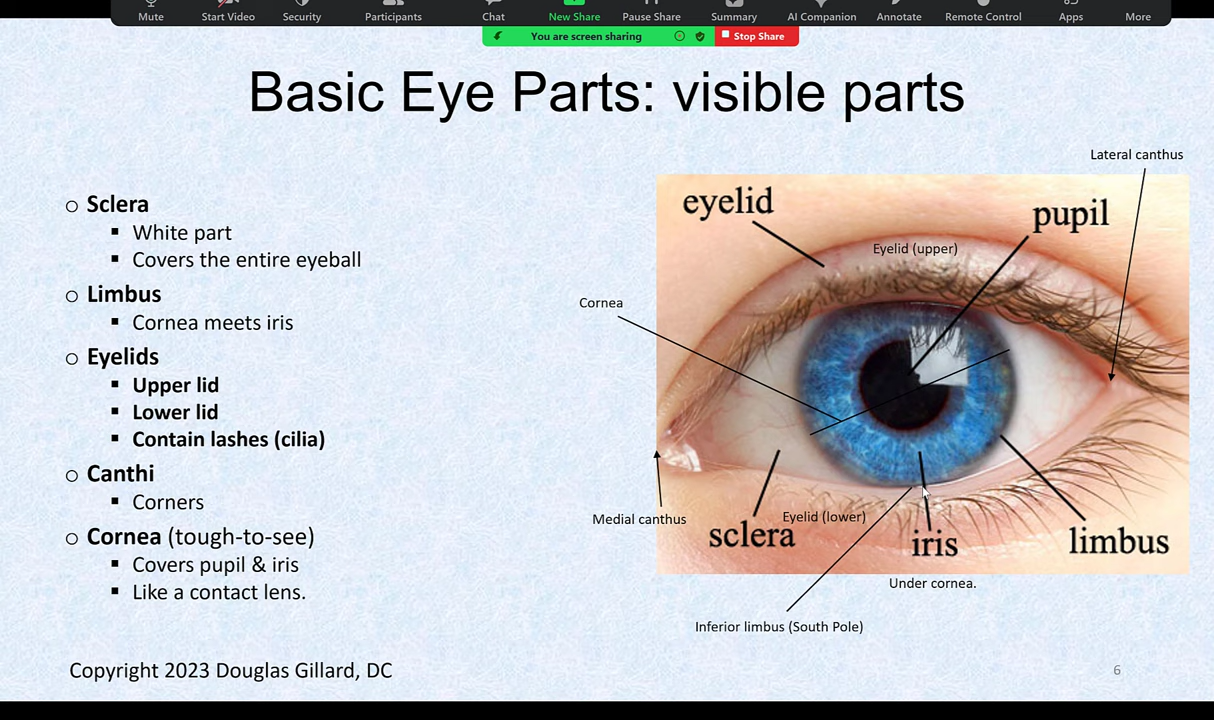 Mute Start Video Security Participants Chat New Share Pause Share Summary AI Companion Annotate Remote Control Apps More
You are screen sharing Stop Share
Basic Eye Parts: visible parts
Sclera
White part
Covers the entire eyeball
Limbus
Cornea meets iris
Eyelids
Upper lid
Lower lid
Contain lashes (cilia)
Canthi
Corners
Cornea (tough-to-see)
Covers pupil & iris
Like a contact lens.
Lateral canthus
eyelid
pupil
Eyelid (upper)
Cornea
Medial canthus
sclera
Eyelid (lower)
iris
limbus
Under cornea.
Inferior limbus (South Pole)
Copyright 2023 Douglas Gillard, DC
6